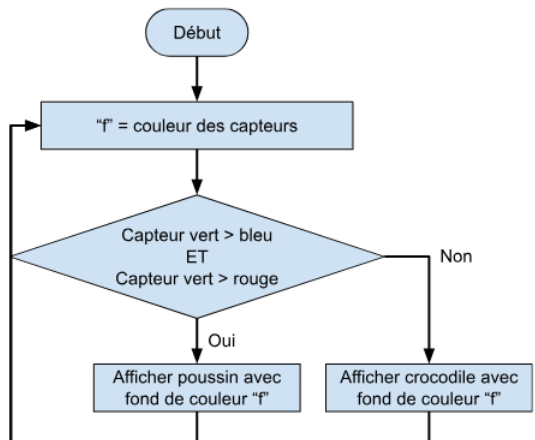 Début
“f” = couleur des capteurs
Capteur vert > bleu
ET
Capteur vert > rouge
Non
Oui
Afficher poussin avec
fond de couleur “f”
Afficher crocodile avec
fond de couleur “f”